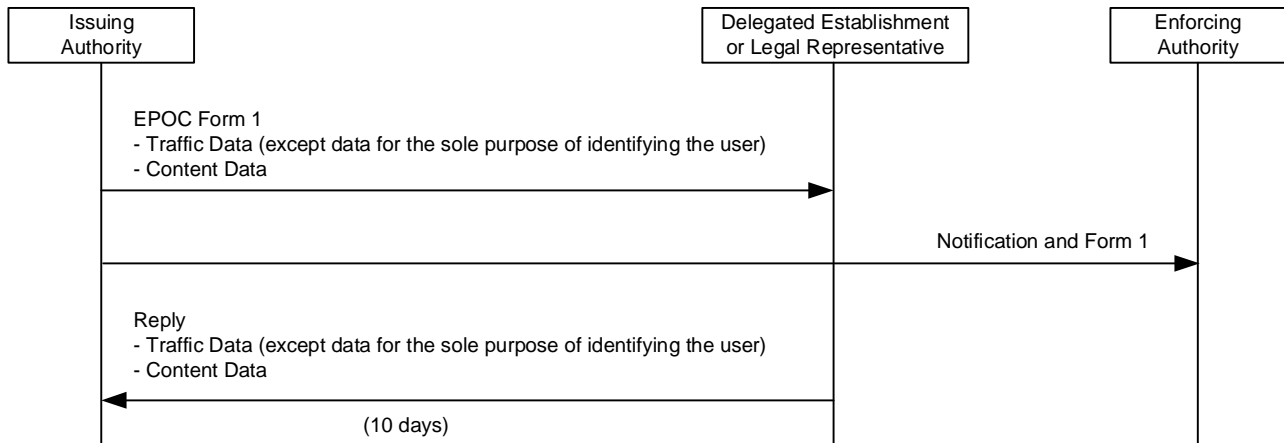 Issuing
Authority
Delegated Establishment
or Legal Representative
Enforcing
Authority
EPOC Form 1
- Traffic Data (except data for the sole purpose of identifying the user)
- Content Data
Notification and Form 1
Reply
- Traffic Data (except data for the sole purpose of identifying the user)
- Content Data
(10 days)